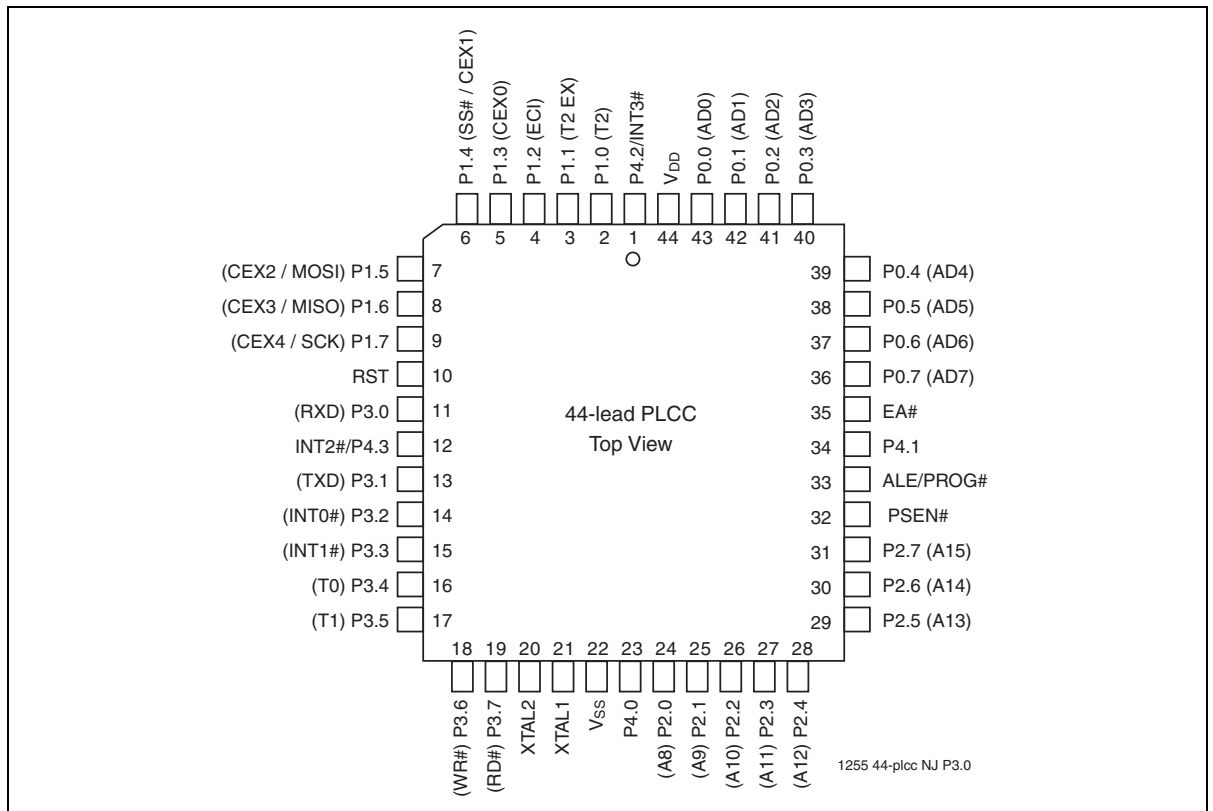 P1.4 (SS# / CEX1)
P1.3 (CEX0)
P1.2 (ECI)
P1.1 (T2 EX)
P1.0 (T2)
P4.2/INT3#
VDD
P0.0 (AD0)
P0.1 (AD1)
P0.2 (AD2)
P0.3 (AD3)
6 5 4 3 2 1 44 43 42 41 40
(CEX2 / MOSI) P1.5 7
39 P0.4 (AD4)
(CEX3 / MISO) P1.6 8
38 P0.5 (AD5)
(CEX4 / SCK) P1.7 9
37 P0.6 (AD6)
RST 10
36 P0.7 (AD7)
(RXD) P3.0 11
35 EA#
INT2#/P4.3 12
34 P4.1
(TXD) P3.1 13
33 ALE/PROG#
(INT0#) P3.2 14
32 PSEN#
(INT1#) P3.3 15
31 P2.7 (A15)
(T0) P3.4 16
30 P2.6 (A14)
(T1) P3.5 17
29 P2.5 (A13)
44-lead PLCC
Top View
18 19 20 21 22 23 24 25 26 27 28
(WR#) P3.6
(RD#) P3.7
XTAL2
XTAL1
VSS
P4.0
(A8) P2.0
(A9) P2.1
(A10) P2.2
(A11) P2.3
(A12) P2.4
1255 44-plcc NJ P3.0